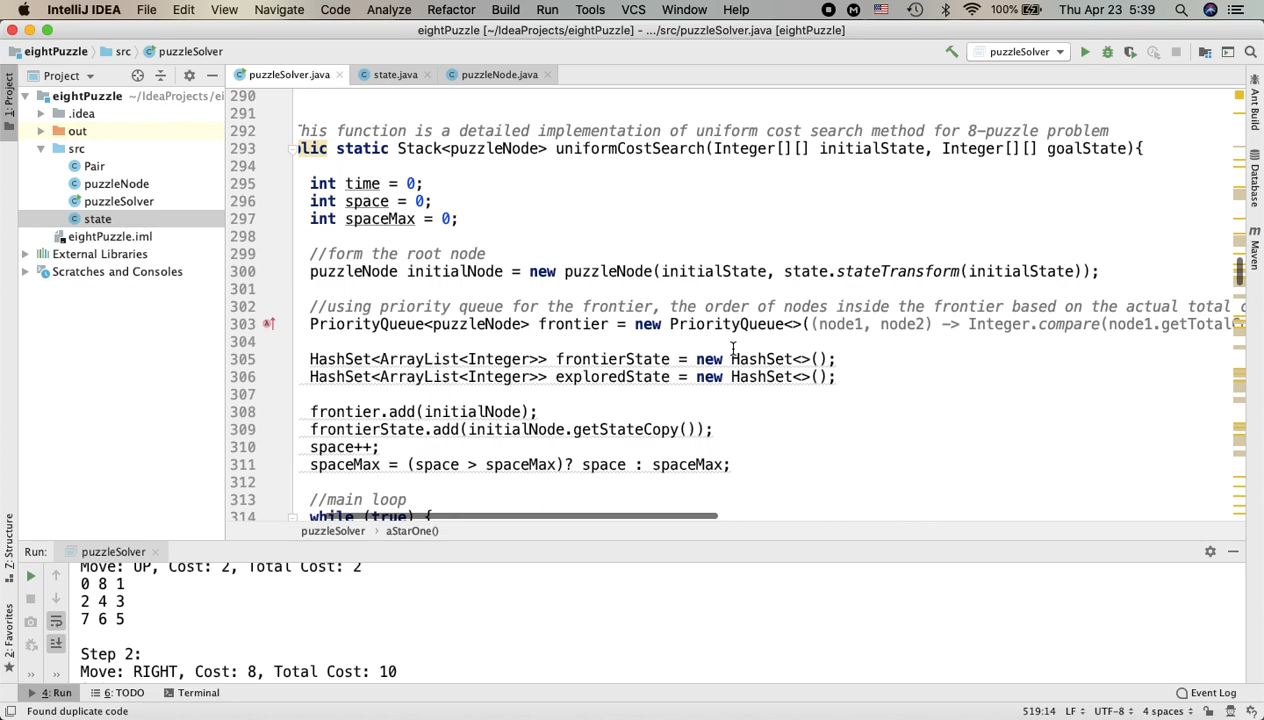 IntelliJ IDEA File Edit View Navigate Code Analyze Refactor Build Run Tools VCS Window Help 100% Thu Apr 23 5:39
eightPuzzle [~/IdeaProjects/eightPuzzle] - .../src/puzzleSolver.java [eightPuzzle]
eightPuzzle src puzzleSolver puzzleSolver
Project puzzleSolver.java state.java puzzleNode.java
1: Project
Ant Build
Database
Maven
eightPuzzle ~/IdeaProjects/ei
.idea
out
src
Pair
puzzleNode
puzzleSolver
state
eightPuzzle.iml
External Libraries
Scratches and Consoles
290
291
292 This function is a detailed implementation of uniform cost search method for 8-puzzle problem
293 blic static Stack<puzzleNode> uniformCostSearch(Integer[][] initialState, Integer[][] goalState){
294
295 int time = 0;
296 int space = 0;
297 int spaceMax = 0;
298
299 //form the root node
300 puzzleNode initialNode = new puzzleNode(initialState, state.stateTransform(initialState));
301
302 //using priority queue for the frontier, the order of nodes inside the frontier based on the actual total c
303 PriorityQueue<puzzleNode> frontier = new PriorityQueue<>((node1, node2) -> Integer.compare(node1.getTotalC
304
305 HashSet<ArrayList<Integer>> frontierState = new HashSet<>();
306 HashSet<ArrayList<Integer>> exploredState = new HashSet<>();
307
308 frontier.add(initialNode);
309 frontierState.add(initialNode.getStateCopy());
310 space++;
311 spaceMax = (space > spaceMax)? space : spaceMax;
312
313 //main loop
314 while (true) {
puzzleSolver aStarOne()
Z: Structure
2: Favorites
Run: puzzleSolver
Move: UP, Cost: 2, Total Cost: 2
0 8 1
2 4 3
7 6 5
Step 2:
Move: RIGHT, Cost: 8, Total Cost: 10
4: Run 6: TODO Terminal Event Log
Found duplicate code 519:14 LF UTF-8 4 spaces